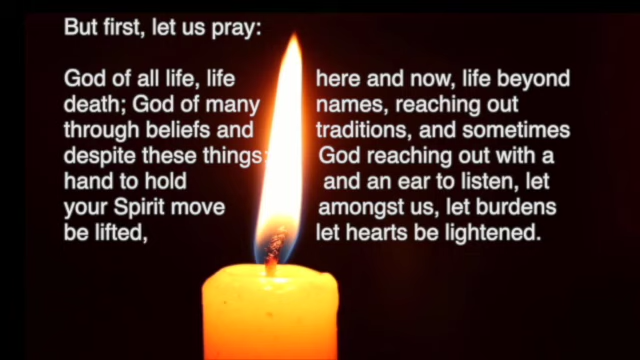 But first, let us pray:
God of all life, life here and now, life beyond
death; God of many names, reaching out
through beliefs and traditions, and sometimes
despite these things; God reaching out with a
hand to hold and an ear to listen, let
your Spirit move amongst us, let burdens
be lifted, let hearts be lightened.